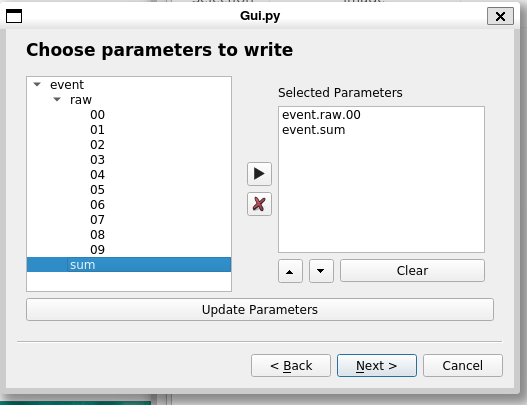 Gui.py
Choose parameters to write
event
raw
00
01
02
03
04
05
06
07
08
09
sum
Selected Parameters
event.raw.00
event.sum
Clear
Update Parameters
< Back
Next >
Cancel